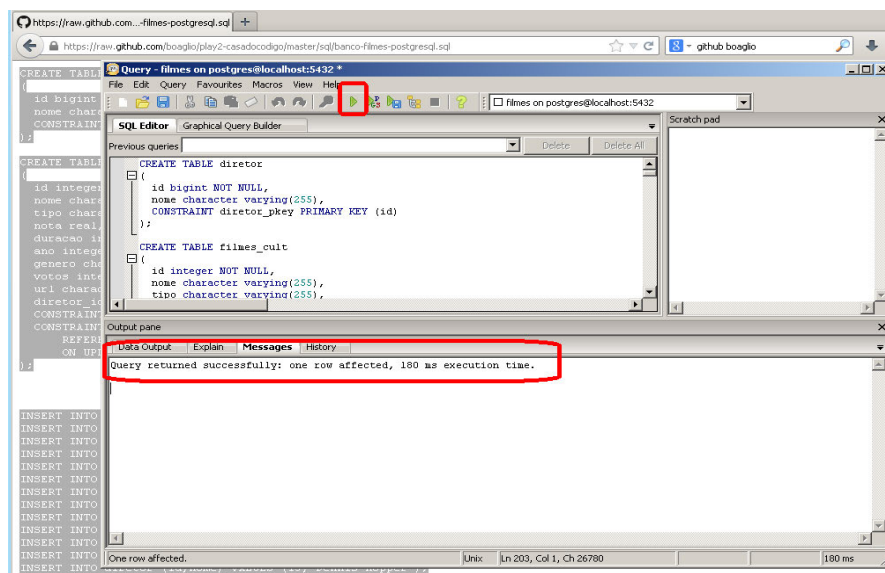 https://raw.github.com...-filmes-postgresql.sql
https://raw.github.com/boaglio/play2-casadocodigo/master/sql/banco-filmes-postgresql.sql
github boaglio
CREATE TABL
(
id bigint
nome chara
CONSTRAINT
);
CREATE TABL
(
id integer
nome chara
tipo chara
nota real,
duracao in
ano intege
genero cha
votos inte
url charac
diretor_id
CONSTRAINT
CONSTRAINT
REFERE
ON UPD
);
INSERT INTO
INSERT INTO
INSERT INTO
INSERT INTO
INSERT INTO
INSERT INTO
INSERT INTO
INSERT INTO
INSERT INTO
INSERT INTO
INSERT INTO
INSERT INTO
INSERT INTO
Query - filmes on postgres@localhost:5432 *
File Edit Query Favourites Macros View Help
filmes on postgres@localhost:5432
SQL Editor Graphical Query Builder
Previous queries Delete Delete All
CREATE TABLE diretor
(
id bigint NOT NULL,
nome character varying(255),
CONSTRAINT diretor_pkey PRIMARY KEY (id)
);
CREATE TABLE filmes_cult
(
id integer NOT NULL,
nome character varying(255),
tipo character varying(255),
Scratch pad
Output pane
Data Output Explain Messages History
Query returned successfully: one row affected, 180 ms execution time.
One row affected. Unix Ln 203, Col 1, Ch 26780 180 ms